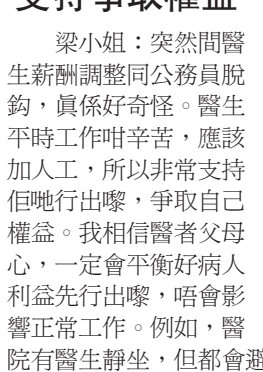 支持爭取權益
梁小姐：突然間醫
生薪酬調整同公務員脫
鈎，眞係好奇怪。醫生
平時工作咁辛苦，應該
加人工，所以非常支持
佢哋行出嚟，爭取自己
權益。我相信醫者父母
心，一定會平衡好病人
利益先行出嚟，唔會影
響正常工作。例如，醫
院有醫生靜坐，但都會避